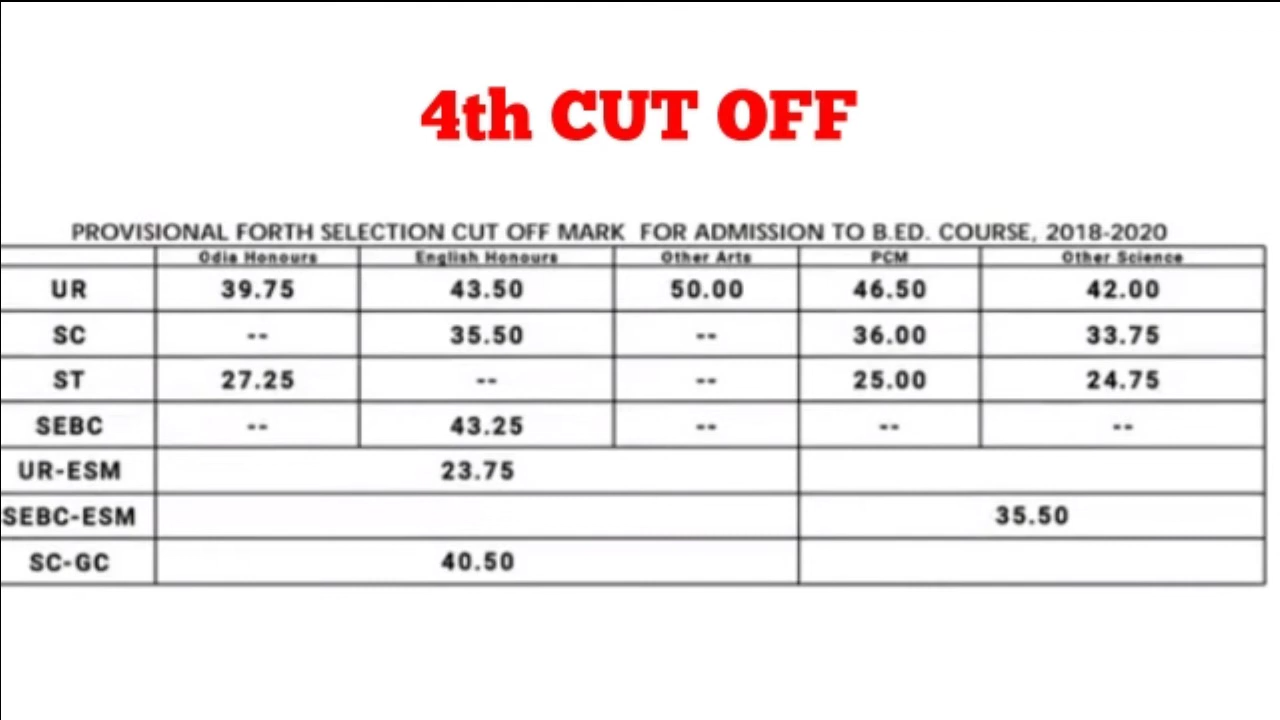 4th CUT OFF
PROVISIONAL FORTH SELECTION CUT OFF MARK FOR ADMISSION TO B.ED. COURSE, 2018-2020
Odia Honours English Honours Other Arts PCM Other Science
UR 39.75 43.50 50.00 46.50 42.00
SC -- 35.50 -- 36.00 33.75
ST 27.25 -- -- 25.00 24.75
SEBC -- 43.25 -- -- --
UR-ESM 23.75
SEBC-ESM 35.50
SC-GC 40.50